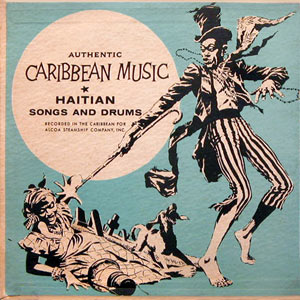 AUTHENTIC
CARIBBEAN MUSIC
HAITIAN
SONGS AND DRUMS
RECORDED IN THE CARIBBEAN FOR
ALCOA STEAMSHIP COMPANY, INC.